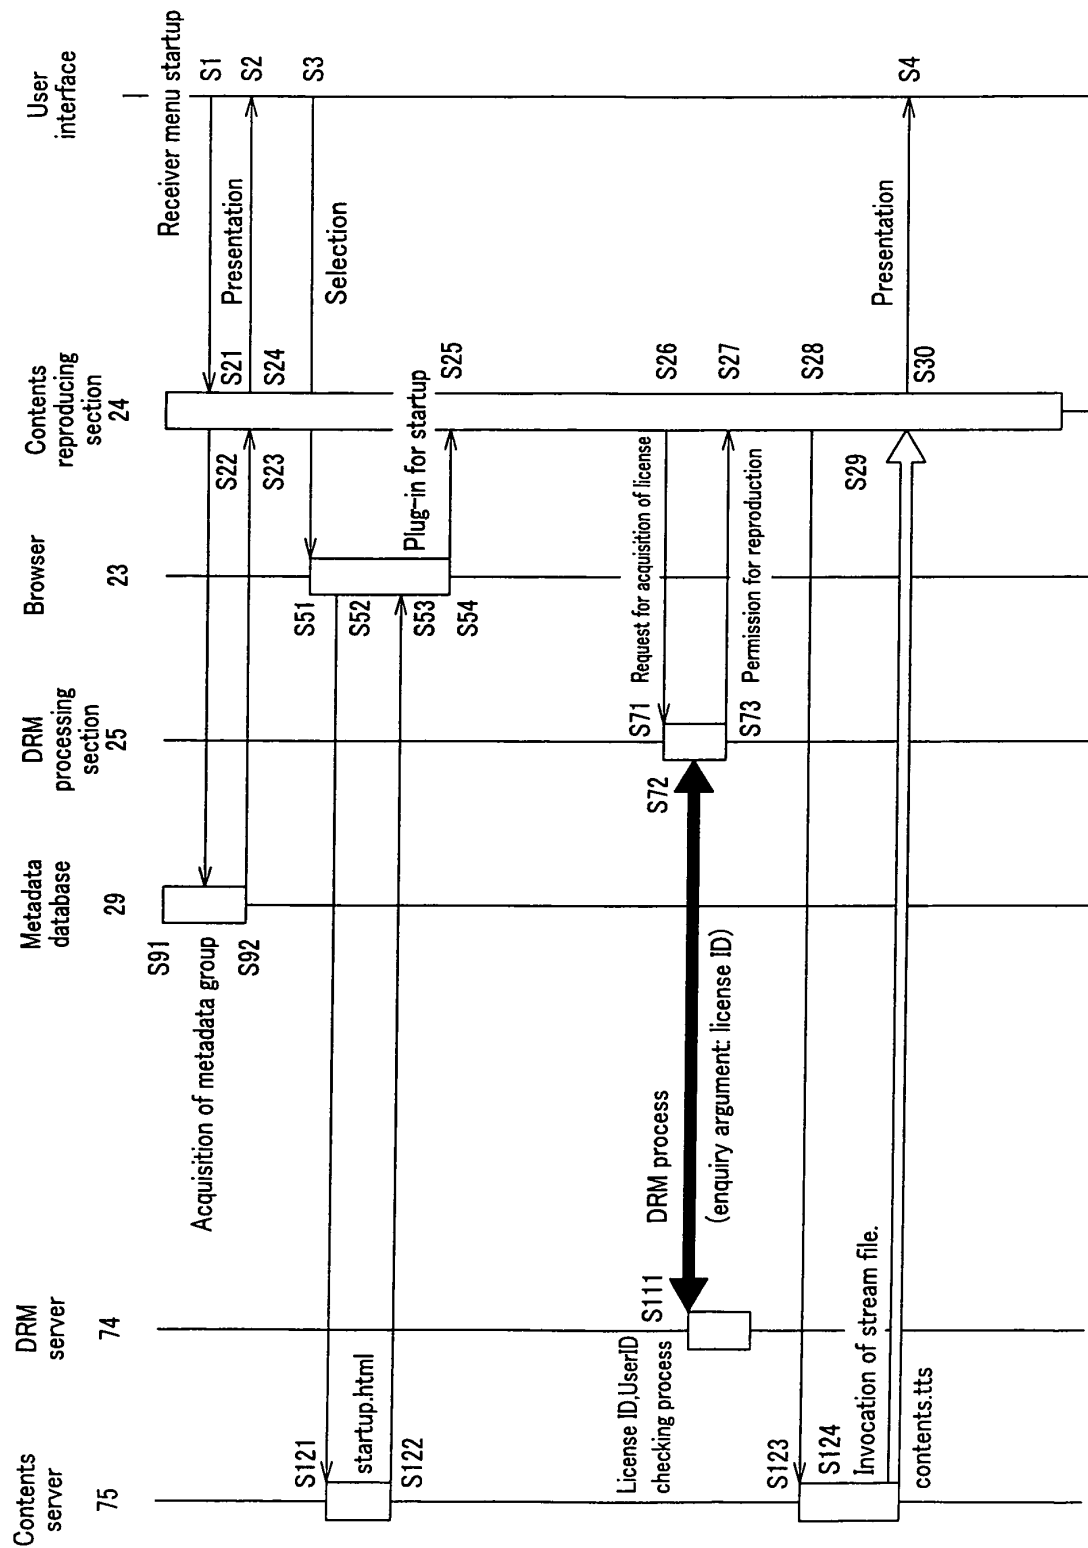 Contents
server
75
DRM
server
74
Metadata
database
29
DRM
processing
section
25
Browser
23
Contents
reproducing
section
24
User
interface
Receiver menu startup
S1
S21
Presentation
S2
S22
S91
Acquisition of metadata group
S92
S23
S24
S3
Selection
S51
S52
S121
startup.html
S122
S53
S54
Plug-in for startup
S25
S26
Request for acquisition of license
S71
S72
DRM process
(enquiry argument: license ID)
S111
License ID,UserID
checking process
S73
Permission for reproduction
S27
S28
S123
S124
Invocation of stream file.
contents.tts
S29
S30
Presentation
S4